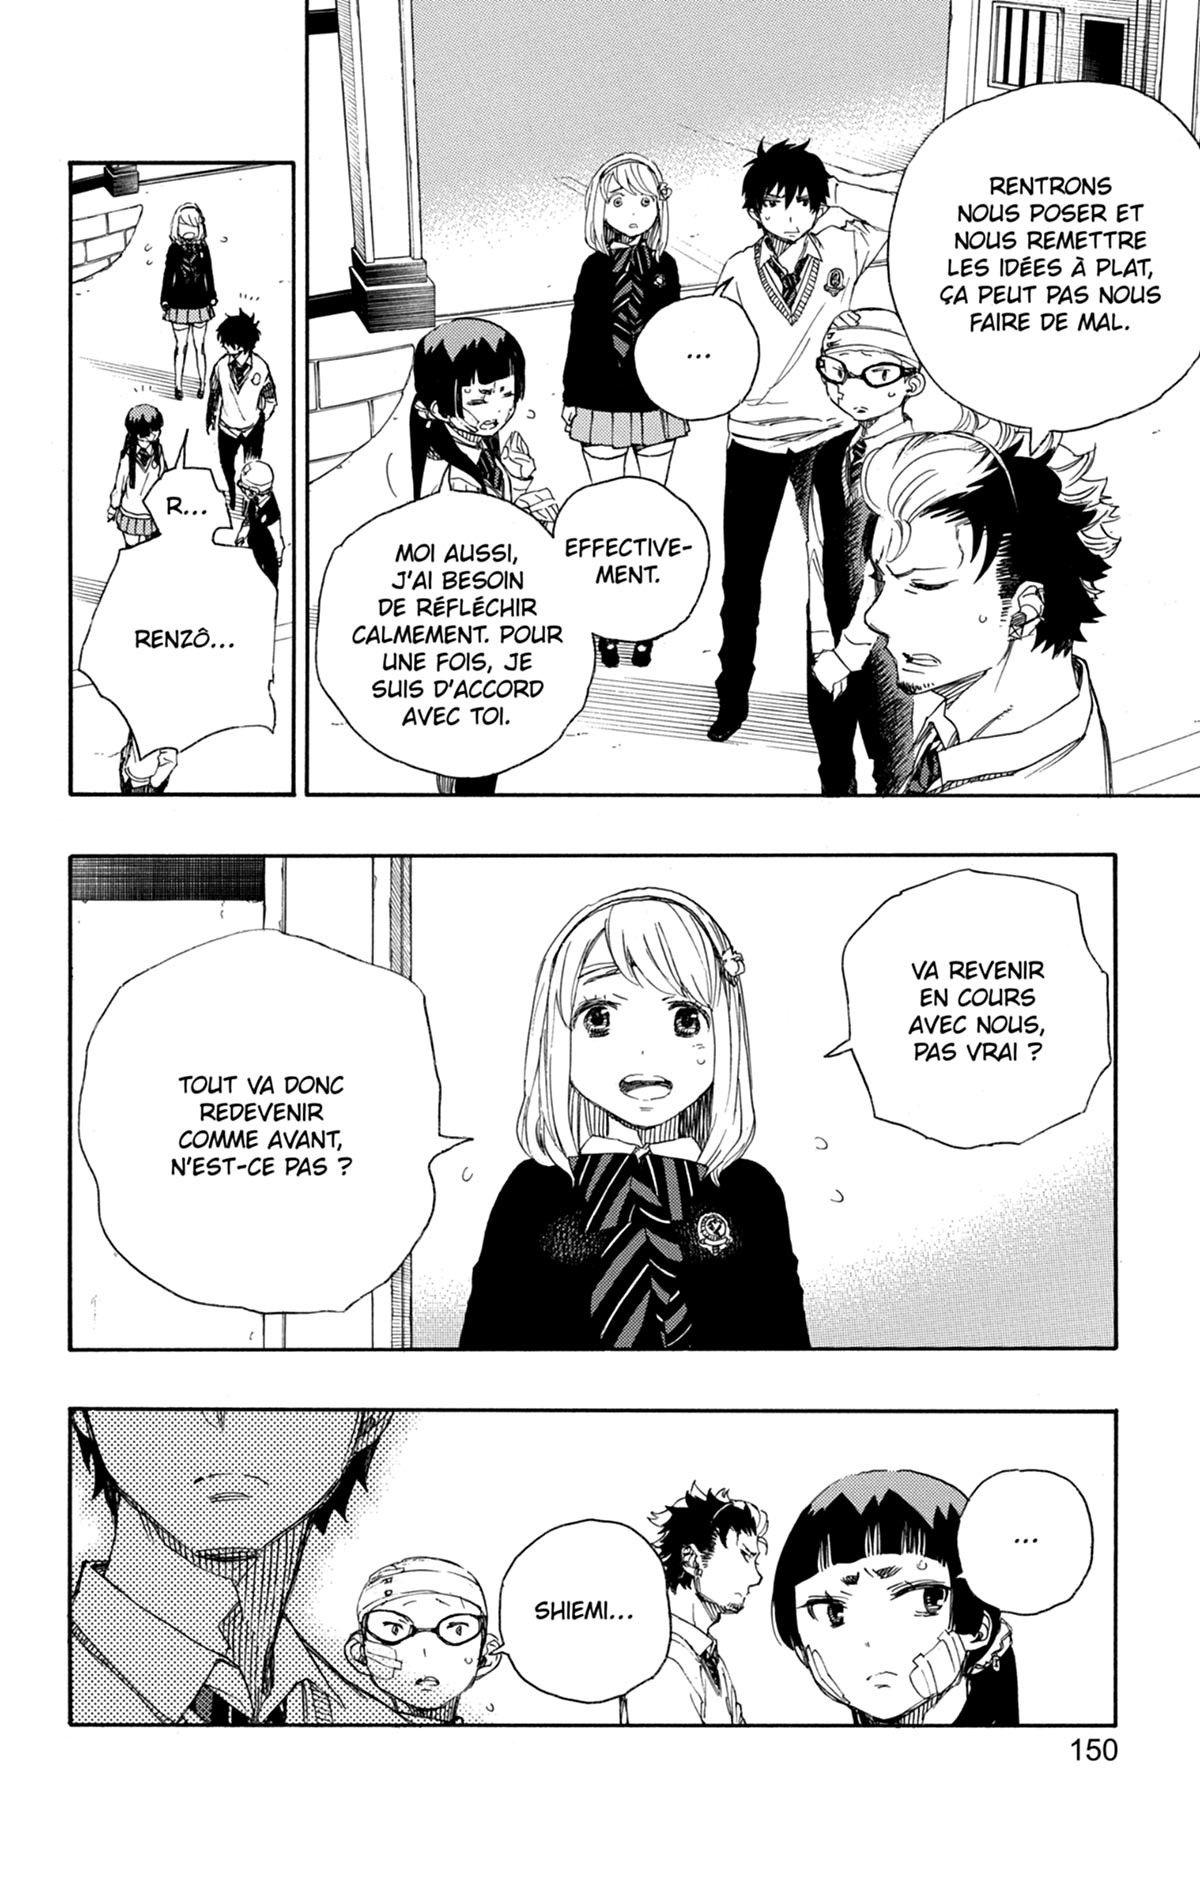 RENTRONS
NOUS POSER ET
NOUS REMETTRE
LES IDÉES À PLAT,
ÇA PEUT PAS NOUS
FAIRE DE MAL.
...
EFFECTIVE-
MENT.
MOI AUSSI,
J'AI BESOIN
DE RÉFLÉCHIR
CALMEMENT. POUR
UNE FOIS, JE
SUIS D'ACCORD
AVEC TOI.
R...
RENZÔ...
VA REVENIR
EN COURS
AVEC NOUS,
PAS VRAI ?
TOUT VA DONC
REDEVENIR
COMME AVANT,
N'EST-CE PAS ?
...
SHIEMI...
150